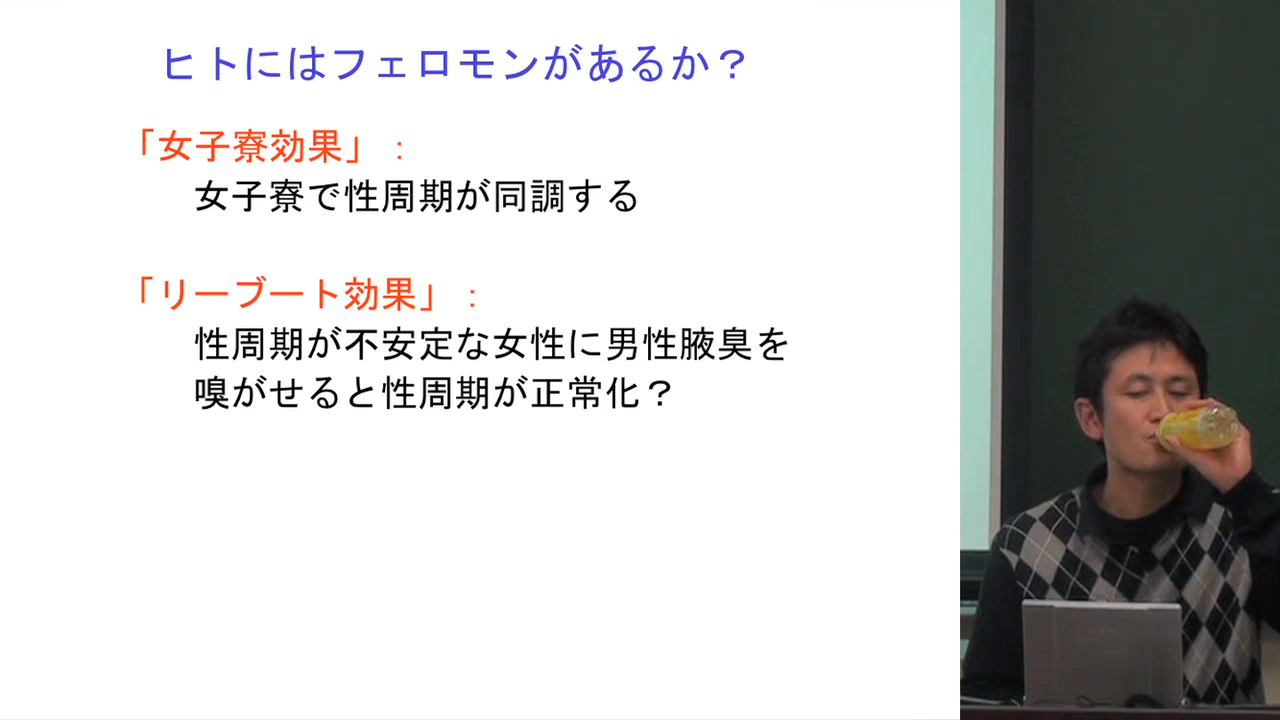 ヒトにはフェロモンがあるか？
「女子寮効果」：
女子寮で性周期が同調する
「リーブート効果」：
性周期が不安定な女性に男性腋臭を
嗅がせると性周期が正常化？